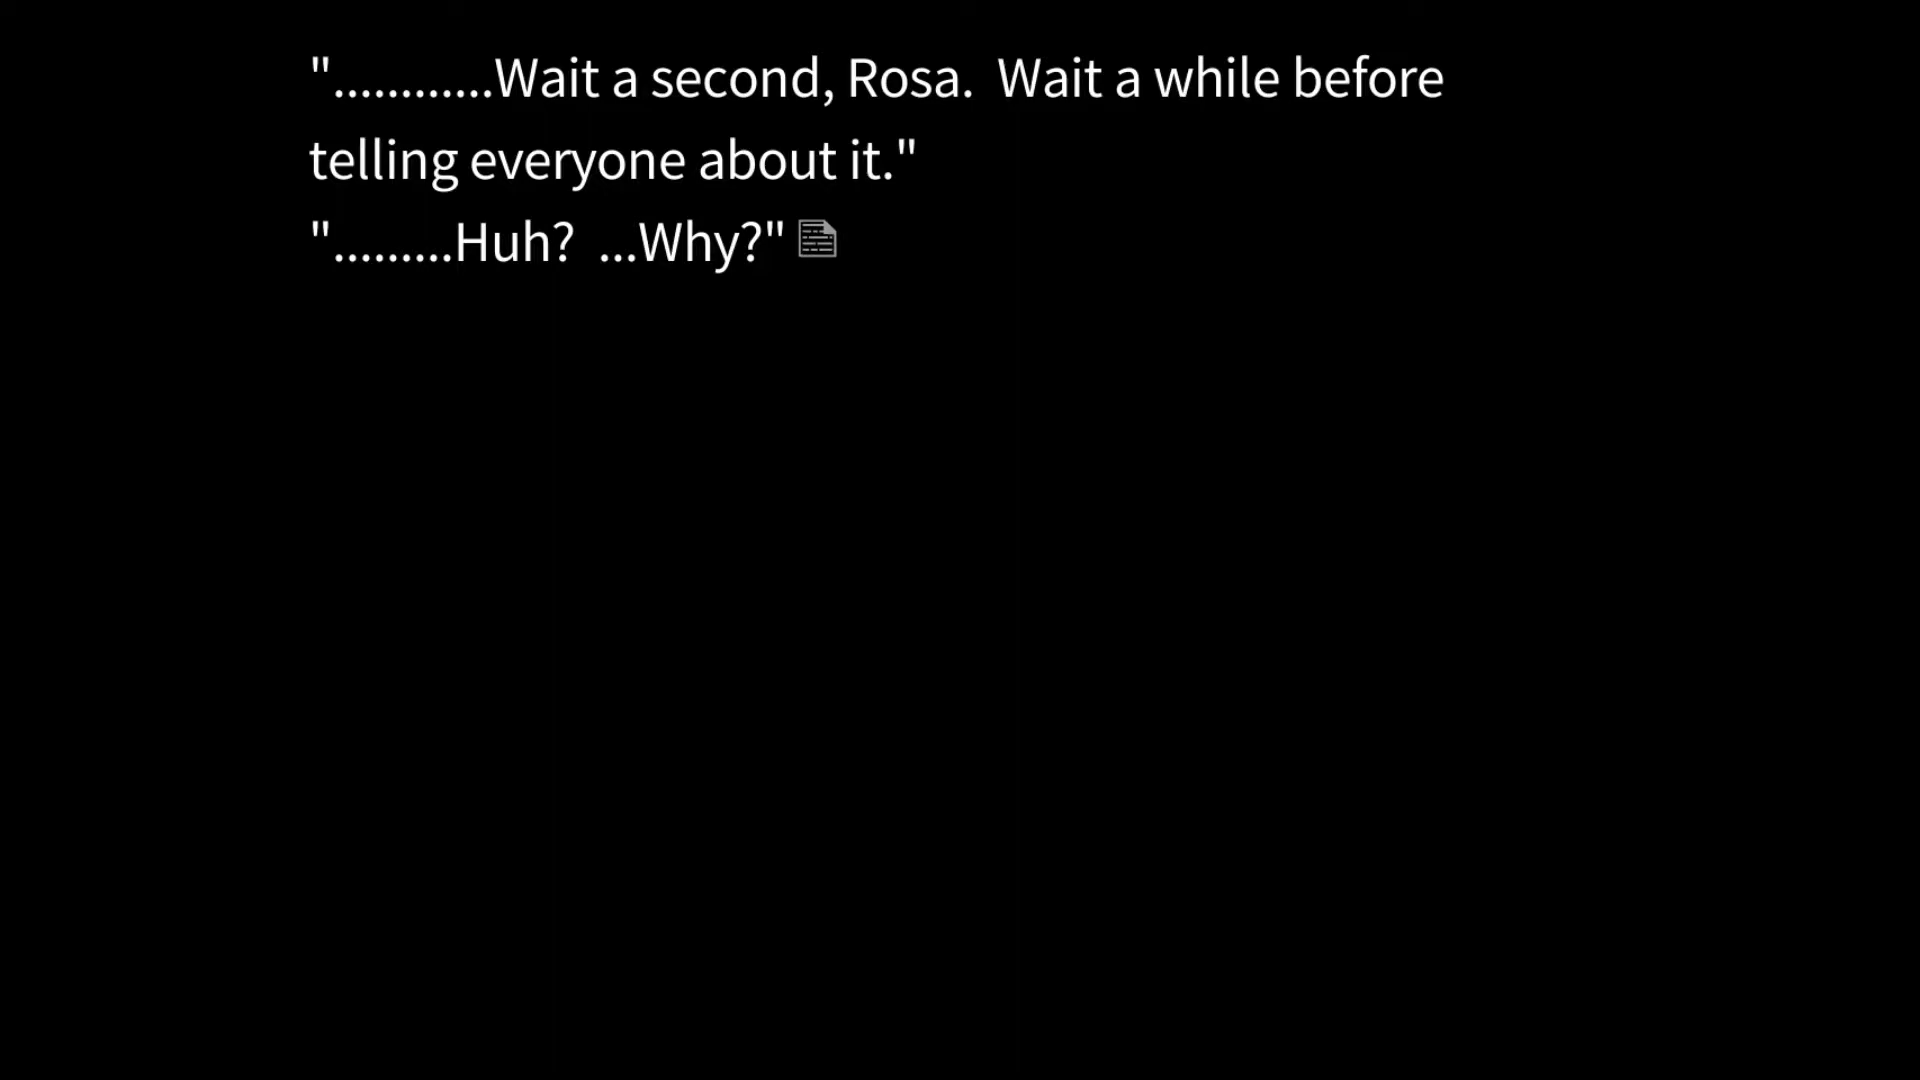 "............Wait a second, Rosa.  Wait a while before
telling everyone about it."
".........Huh?  ...Why?"